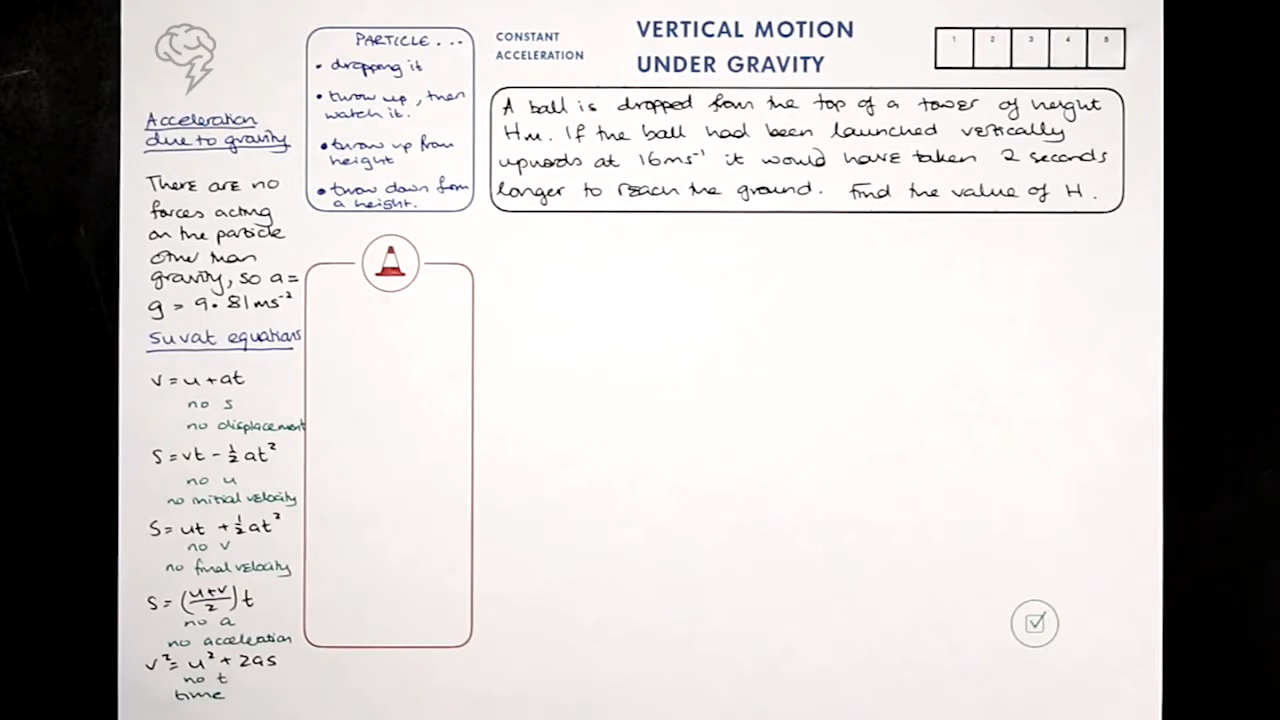 CONSTANT
ACCELERATION
VERTICAL MOTION
UNDER GRAVITY
1 2 3 4 5
Acceleration
due to gravity
There are no
forces acting
on the particle
other than
gravity, so a =
g = 9.81ms⁻²
Suvat equations
v = u + at
no s
no displacement
s = vt - ½at²
no u
no initial velocity
s = ut + ½at²
no v
no final velocity
s = (u+v/2)t
no a
no acceleration
v² = u² + 2as
no t
time
PARTICLE...
• dropping it
• throw up, then
watch it.
• throw up from
height
• throw down from
a height.
A ball is dropped from the top of a tower of height
Hm. If the ball had been launched vertically
upwards at 16ms⁻¹ it would have taken 2 seconds
longer to reach the ground. Find the value of H.